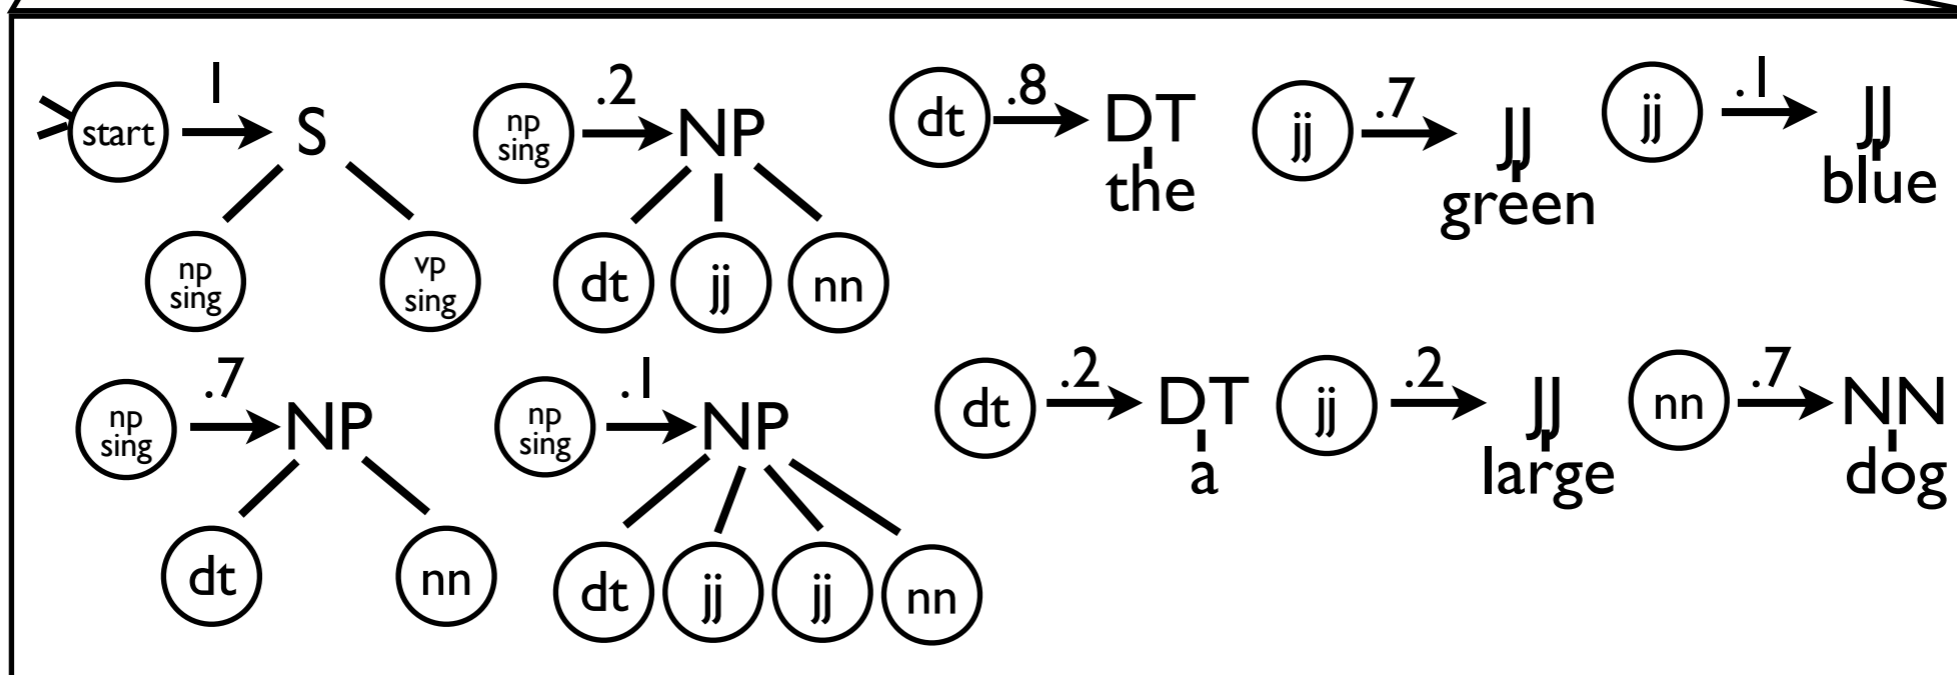 start 1 S
np sing vp sing
np sing .2 NP
dt jj nn
dt .8 DT
the
jj .7 JJ
green
jj .1 JJ
blue
np sing .7 NP
dt nn
np sing .1 NP
dt jj jj nn
dt .2 DT
a
jj .2 JJ
large
nn .7 NN
dog